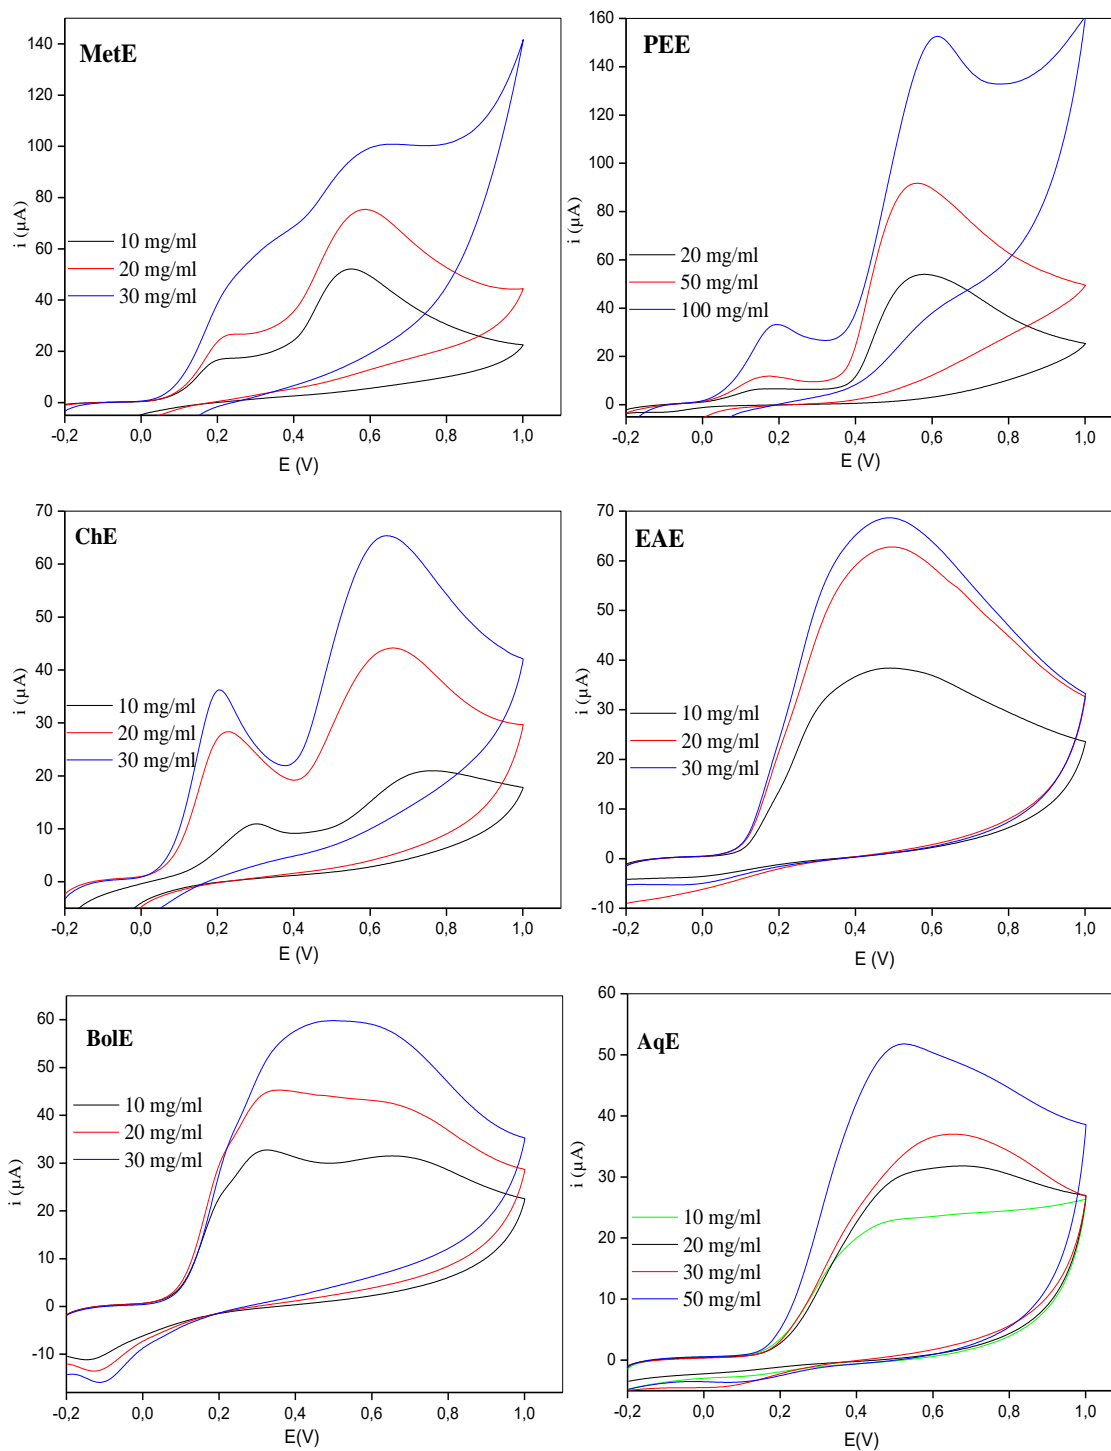 MetE
140
120
100
80
60
40
20
0
i (µA)
10 mg/ml
20 mg/ml
30 mg/ml
-0,2 0,0 0,2 0,4 0,6 0,8 1,0
E (V)
PEE
160
140
120
100
80
60
40
20
0
i (µA)
20 mg/ml
50 mg/ml
100 mg/ml
-0,2 0,0 0,2 0,4 0,6 0,8 1,0
E (V)
ChE
70
60
50
40
30
20
10
0
i (µA)
10 mg/ml
20 mg/ml
30 mg/ml
-0,2 0,0 0,2 0,4 0,6 0,8 1,0
E (V)
EAE
70
60
50
40
30
20
10
0
-10
i (µA)
10 mg/ml
20 mg/ml
30 mg/ml
-0,2 0,0 0,2 0,4 0,6 0,8 1,0
E (V)
BolE
60
50
40
30
20
10
0
-10
i (µA)
10 mg/ml
20 mg/ml
30 mg/ml
-0,2 0,0 0,2 0,4 0,6 0,8 1,0
E(V)
AqE
60
50
40
30
20
10
0
i (µA)
10 mg/ml
20 mg/ml
30 mg/ml
50 mg/ml
-0,2 0,0 0,2 0,4 0,6 0,8 1,0
E(V)